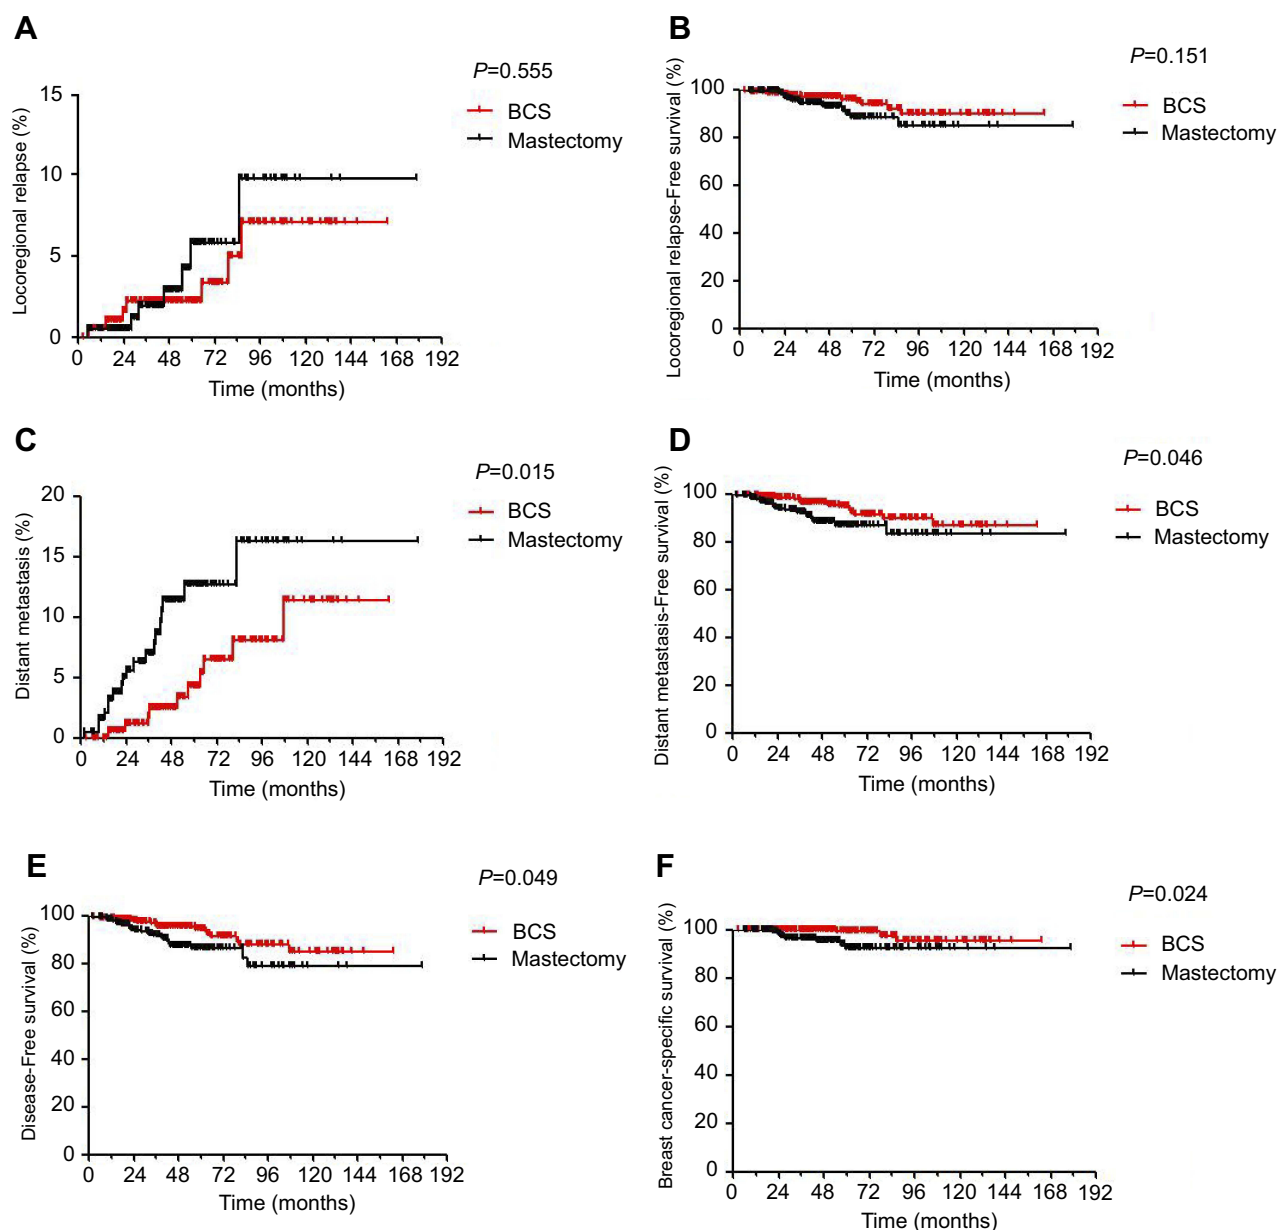 A
P=0.555
BCS
Mastectomy
Locoregional relapse (%)
15
10
5
0
0 24 48 72 96 120 144 168 192
Time (months)
B
P=0.151
BCS
Mastectomy
Locoregional relapse-Free survival (%)
100
80
60
40
20
0
0 24 48 72 96 120 144 168 192
Time (months)
C
P=0.015
BCS
Mastectomy
Distant metastasis (%)
20
15
10
5
0
0 24 48 72 96 120 144 168 192
Time (months)
D
P=0.046
BCS
Mastectomy
Distant metastasis-Free survival (%)
100
80
60
40
20
0
0 24 48 72 96 120 144 168 192
Time (months)
E
P=0.049
BCS
Mastectomy
Disease-Free survival (%)
100
80
60
40
20
0
0 24 48 72 96 120 144 168 192
Time (months)
F
P=0.024
BCS
Mastectomy
Breast cancer-specific survival (%)
100
80
60
40
20
0
0 24 48 72 96 120 144 168 192
Time (months)